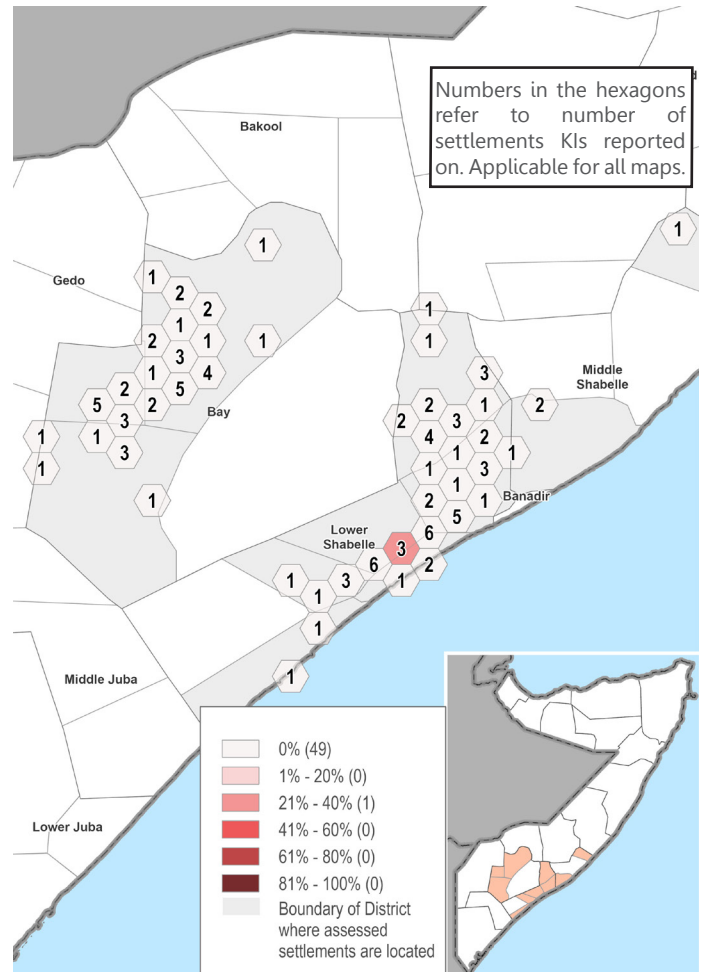 Numbers in the hexagons
refer to number of
settlements KIs reported
on. Applicable for all maps.
Bakool
1
1
1
Gedo
2
2 1
1
2 1 1 1
3
Middle
Shabelle
1 4 3
2 5
5 2 2 1 2
Bay
3 2 3
1 1 4 2
3 1 1
1 1 3
1
Banadir
1 2 1
5
Lower
Shabelle
6
3
6 2
1 3 1
1
1
1
Middle Juba
Lower Juba
0% (49)
1% - 20% (0)
21% - 40% (1)
41% - 60% (0)
61% - 80% (0)
81% - 100% (0)
Boundary of District
where assessed
settlements are located